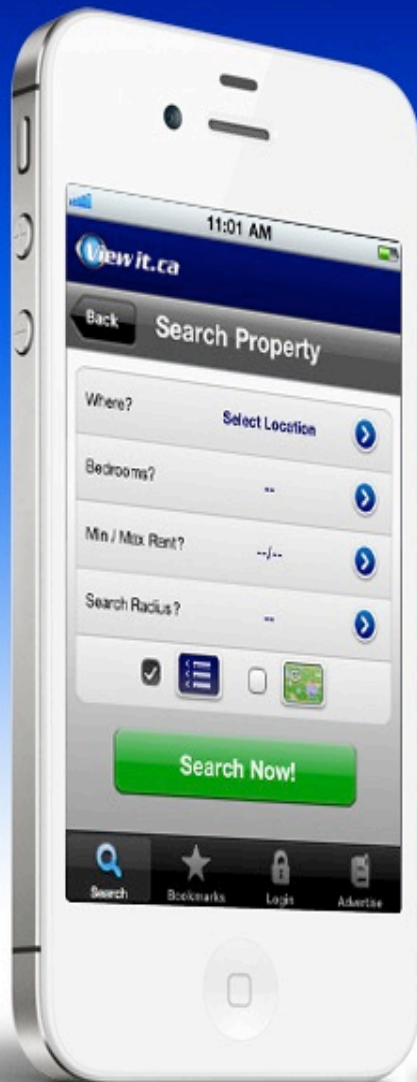 11:01 AM
Viewit.ca
Back Search Property
Where? Select Location
Bedrooms? --
Min / Max Rent? --/--
Search Radius? --
Search Now!
Search Bookmarks Login Advertise